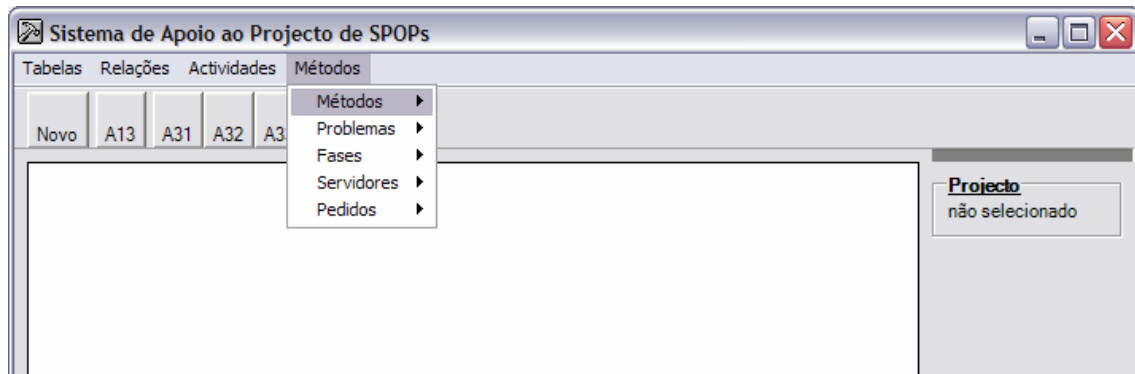 Sistema de Apoio ao Projecto de SPOPs
Tabelas Relações Actividades Métodos
Métodos
Problemas
Fases
Servidores
Pedidos
Novo A13 A31 A32
Projecto
não selecionado